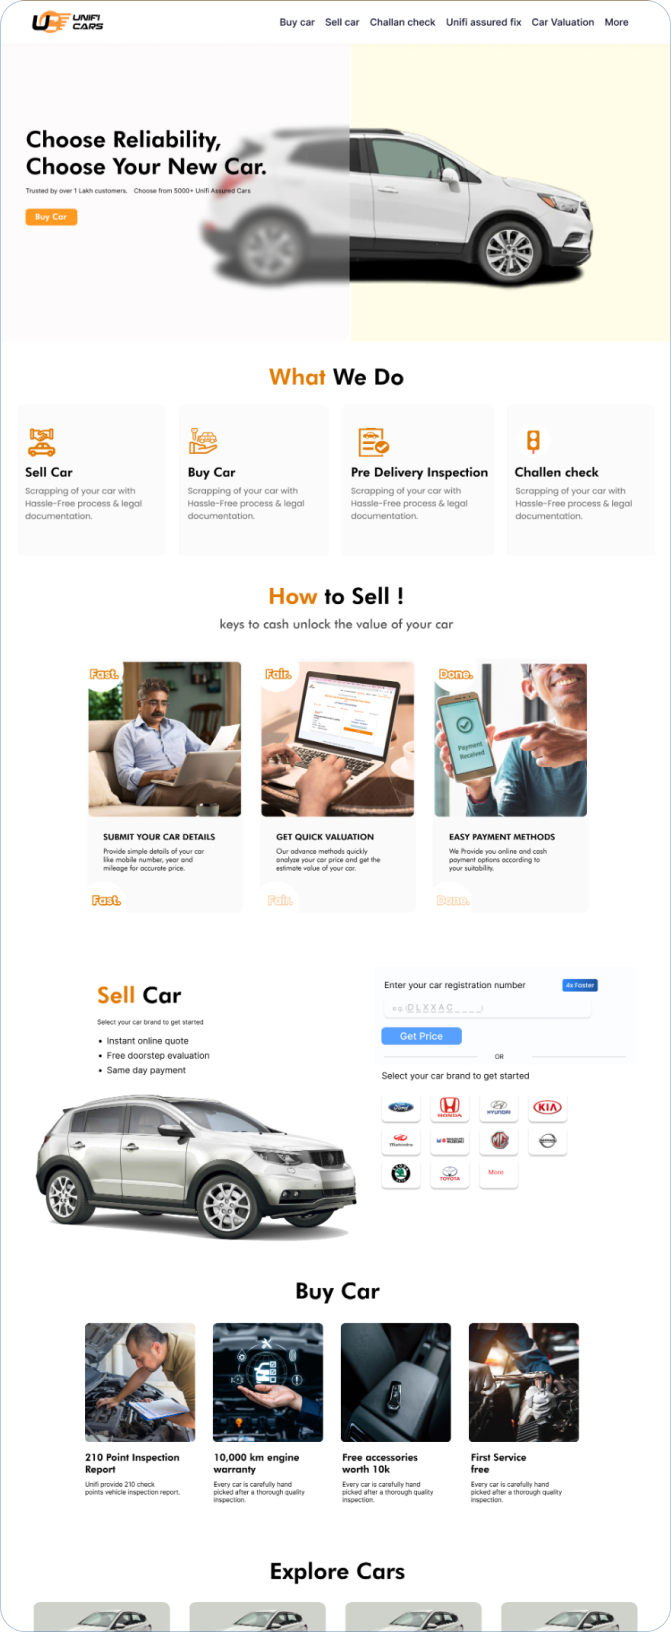 UNIFI
CARS
Buy car Sell car Challan check Unifi assured fix Car Valuation More
Choose Reliability,
Choose Your New Car.
Trusted by over 1 Lakh customers. Choose from 5000+ Unifi Assured Cars
Buy Car
What We Do
Sell Car
Scrapping of your car with
Hassle-Free process & legal
documentation.
Buy Car
Scrapping of your car with
Hassle-Free process & legal
documentation.
Pre Delivery Inspection
Scrapping of your car with
Hassle-Free process & legal
documentation.
Challen check
Scrapping of your car with
Hassle-Free process & legal
documentation.
How to Sell !
keys to cash unlock the value of your car
Fast.
SUBMIT YOUR CAR DETAILS
Provide simple details of your car
like mobile number, year and
mileage for accurate price.
Fast.
Fair.
GET QUICK VALUATION
Our advance methods quickly
analyze your car price and get the
estimate value of your car.
Fair.
Done.
Payment
Received
EASY PAYMENT METHODS
We Provide you online and cash
payment options according to
your suitability.
Done.
Sell Car
Select your car brand to get started
Instant online quote
Free doorstep evaluation
Same day payment
Enter your car registration number
4x Faster
e.g. (DLXXAC____)
Get Price
OR
Select your car brand to get started
Ford
HONDA
HYUNDAI
KIA
Mahindra
MG
TOYOTA
More
Buy Car
210 Point Inspection
Report
Unifi provide 210 check
points vehicle inspection report.
10,000 km engine
warranty
Every car is carefully hand
picked after a thorough quality
inspection.
Free accessories
worth 10k
Every car is carefully hand
picked after a thorough quality
inspection.
First Service
free
Every car is carefully hand
picked after a thorough quality
inspection.
Explore Cars